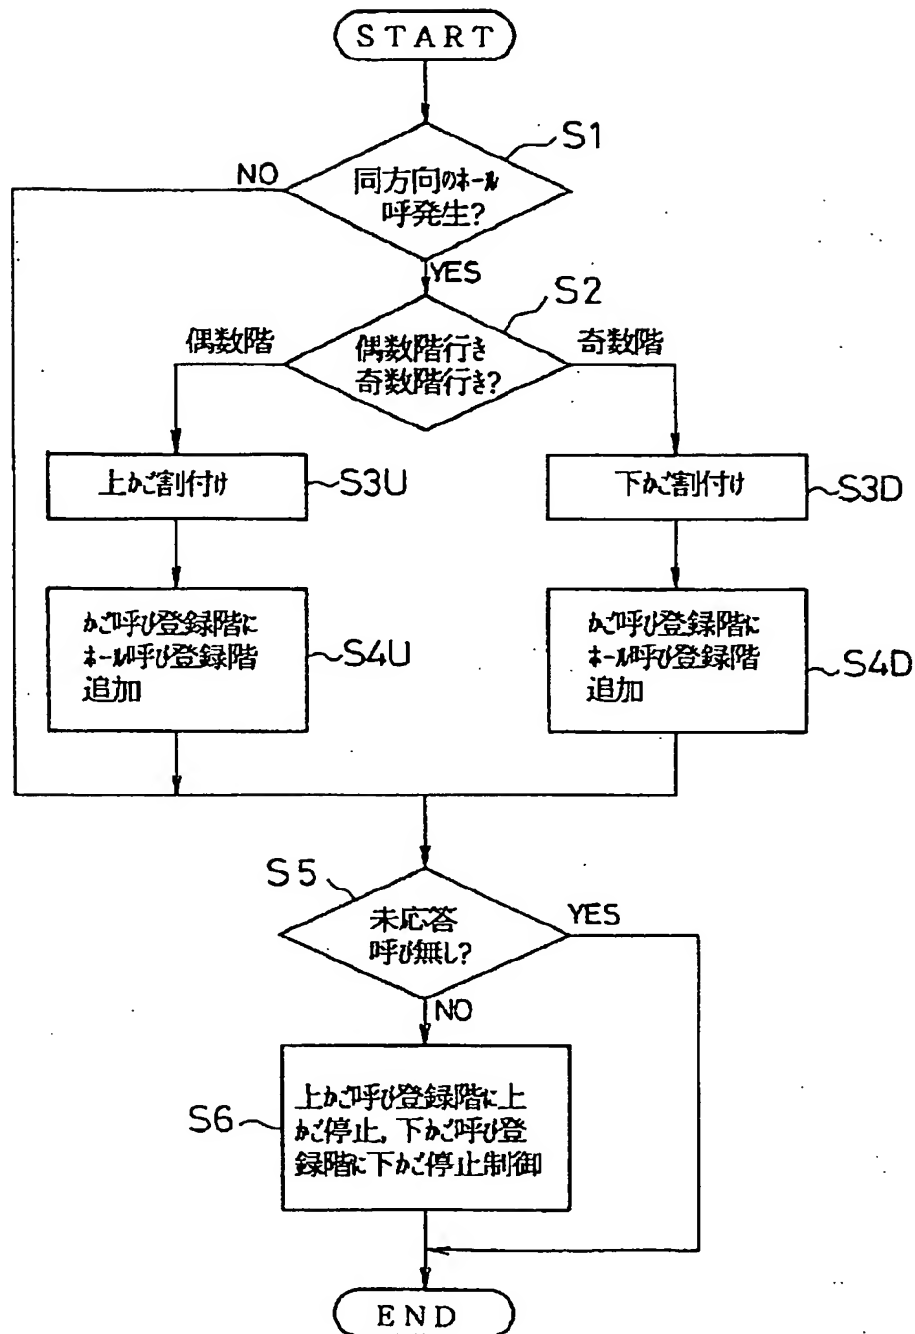 START
S1
NO
同方向のホール
呼発生?
YES
S2
偶数階
偶数階行き
奇数階行き?
奇数階
上かご割付け
S3U
下かご割付け
S3D
かご呼び登録階に
ホール呼び登録階
追加
S4U
かご呼び登録階に
ホール呼び登録階
追加
S4D
S5
未応答
呼び無し?
YES
NO
S6
上かご呼び登録階に上
かご停止,下かご呼び登
録階に下かご停止制御
END